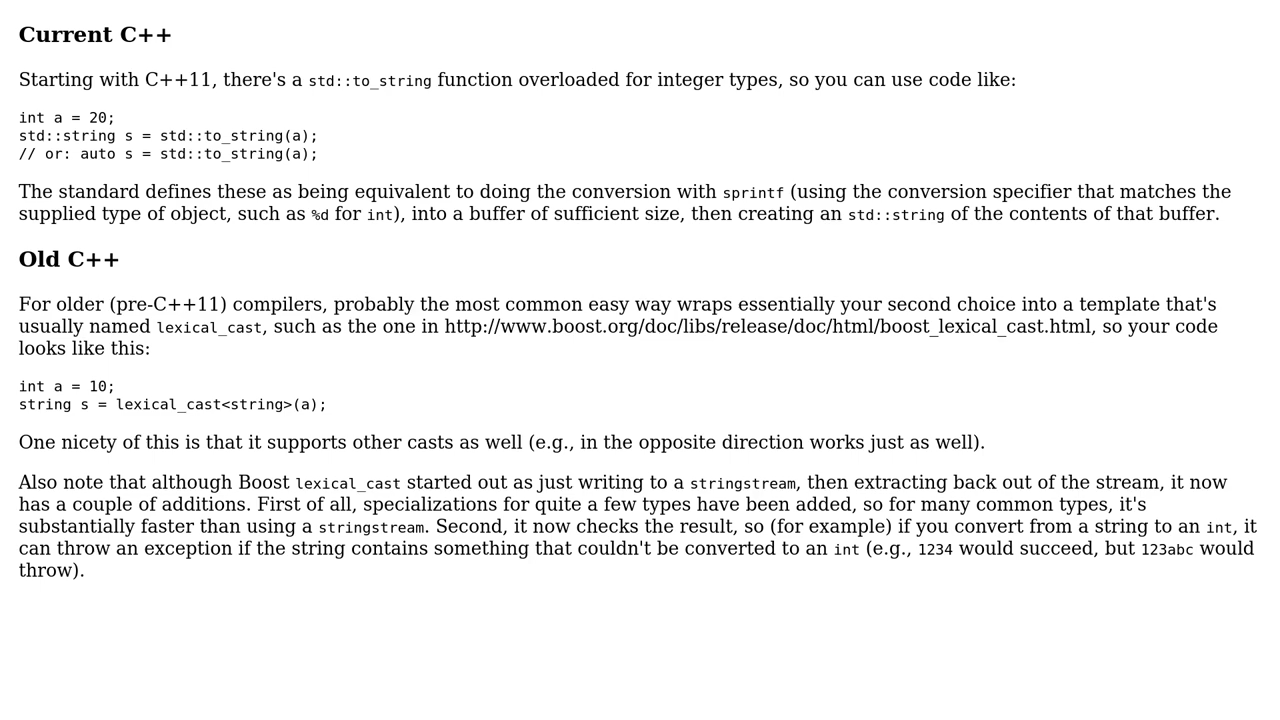 Current C++
Starting with C++11, there's a std::to_string function overloaded for integer types, so you can use code like:
int a = 20;
std::string s = std::to_string(a);
// or: auto s = std::to_string(a);
The standard defines these as being equivalent to doing the conversion with sprintf (using the conversion specifier that matches the
supplied type of object, such as %d for int), into a buffer of sufficient size, then creating an std::string of the contents of that buffer.
Old C++
For older (pre-C++11) compilers, probably the most common easy way wraps essentially your second choice into a template that's
usually named lexical_cast, such as the one in http://www.boost.org/doc/libs/release/doc/html/boost_lexical_cast.html, so your code
looks like this:
int a = 10;
string s = lexical_cast<string>(a);
One nicety of this is that it supports other casts as well (e.g., in the opposite direction works just as well).
Also note that although Boost lexical_cast started out as just writing to a stringstream, then extracting back out of the stream, it now
has a couple of additions. First of all, specializations for quite a few types have been added, so for many common types, it's
substantially faster than using a stringstream. Second, it now checks the result, so (for example) if you convert from a string to an int, it
can throw an exception if the string contains something that couldn't be converted to an int (e.g., 1234 would succeed, but 123abc would
throw).